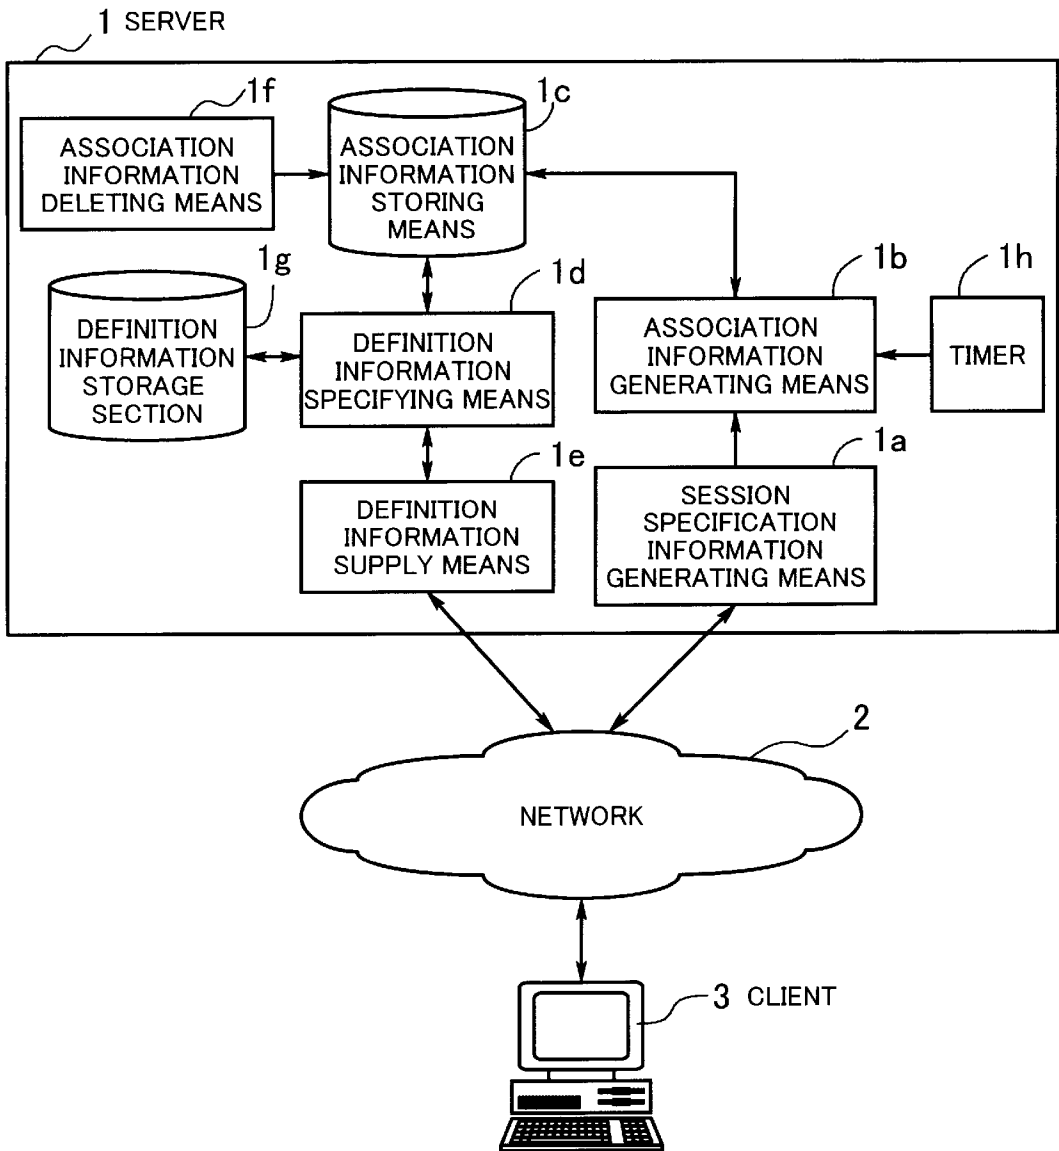 1 SERVER
1f
ASSOCIATION
INFORMATION
DELETING MEANS
1c
ASSOCIATION
INFORMATION
STORING
MEANS
1g
DEFINITION
INFORMATION
STORAGE
SECTION
1d
DEFINITION
INFORMATION
SPECIFYING MEANS
1b
ASSOCIATION
INFORMATION
GENERATING MEANS
1h
TIMER
1e
DEFINITION
INFORMATION
SUPPLY MEANS
1a
SESSION
SPECIFICATION
INFORMATION
GENERATING MEANS
2
NETWORK
3 CLIENT